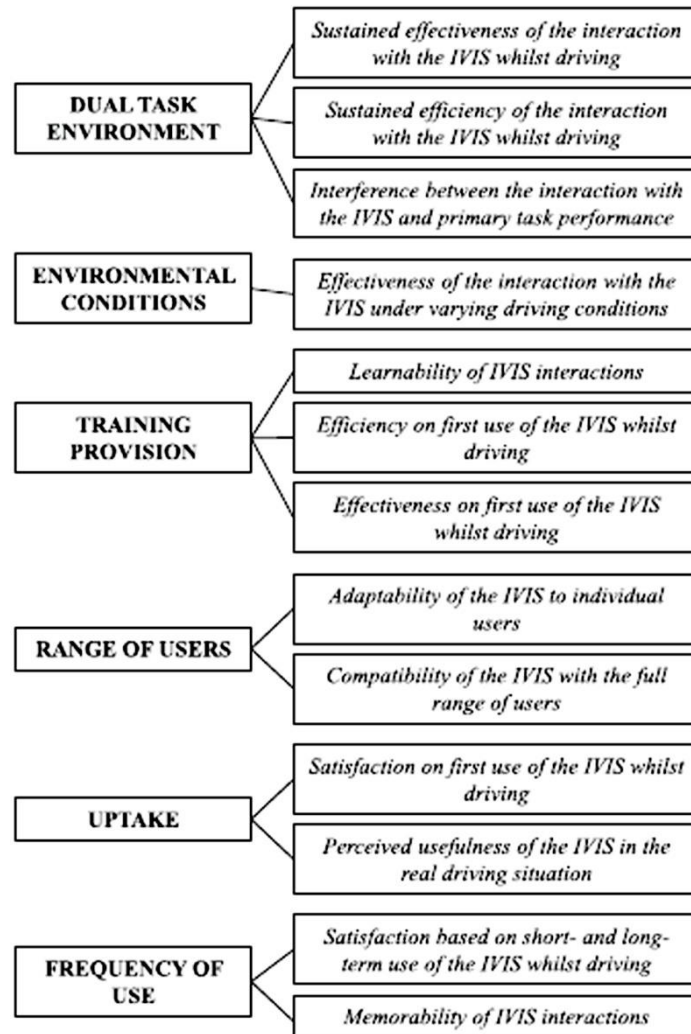 DUAL TASK
ENVIRONMENT
Sustained effectiveness of the interaction
with the IVIS whilst driving
Sustained efficiency of the interaction
with the IVIS whilst driving
Interference between the interaction with
the IVIS and primary task performance
ENVIRONMENTAL
CONDITIONS
Effectiveness of the interaction with the
IVIS under varying driving conditions
TRAINING
PROVISION
Learnability of IVIS interactions
Efficiency on first use of the IVIS whilst
driving
Effectiveness on first use of the IVIS
whilst driving
RANGE OF USERS
Adaptability of the IVIS to individual
users
Compatibility of the IVIS with the full
range of users
UPTAKE
Satisfaction on first use of the IVIS whilst
driving
Perceived usefulness of the IVIS in the
real driving situation
FREQUENCY OF
USE
Satisfaction based on short- and long-
term use of the IVIS whilst driving
Memorability of IVIS interactions